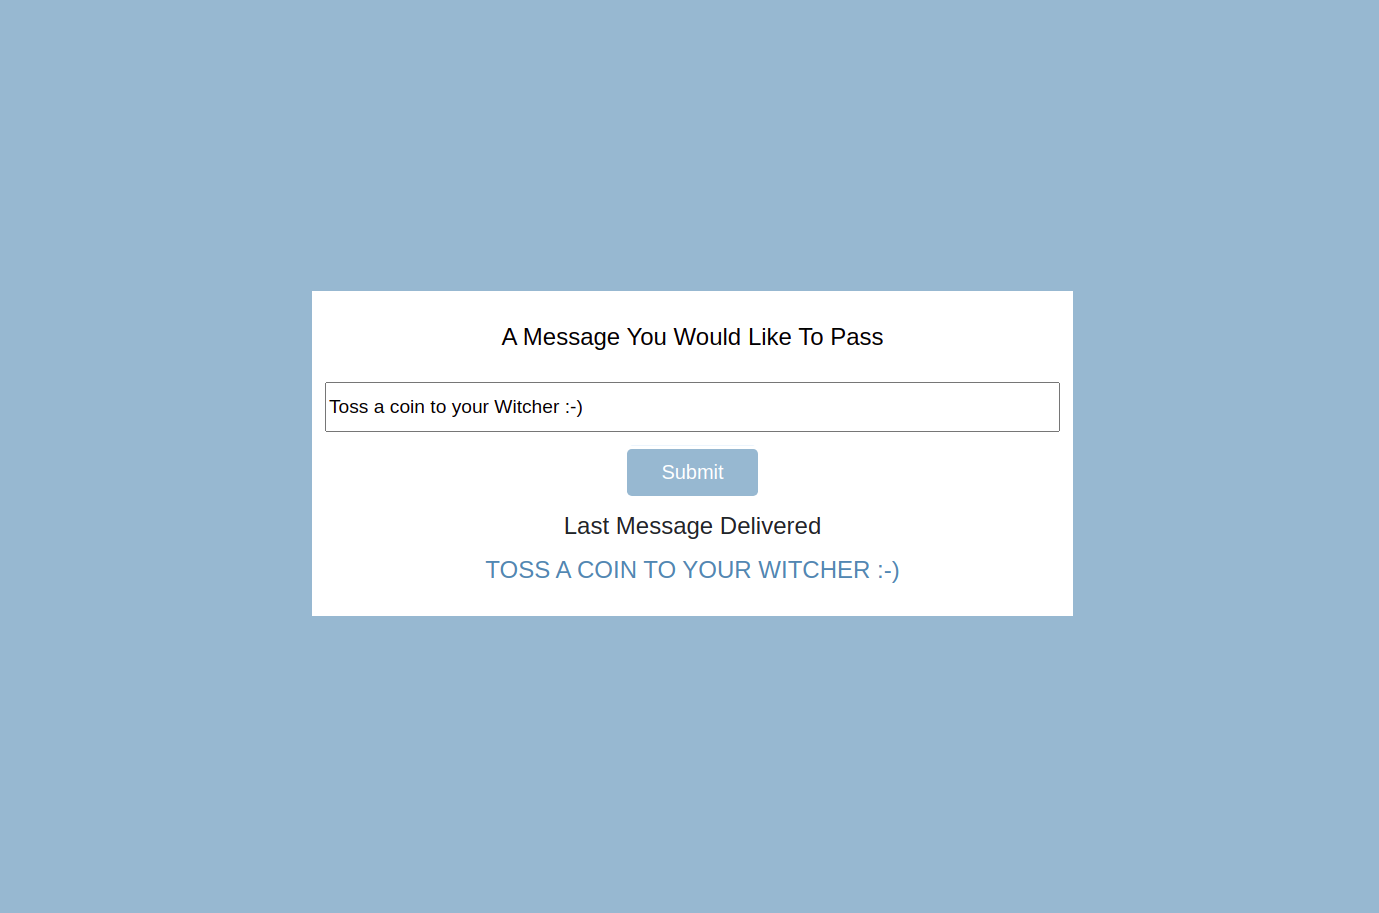 A Message You Would Like To Pass
Toss a coin to your Witcher :-)
Submit
Last Message Delivered
TOSS A COIN TO YOUR WITCHER :-)